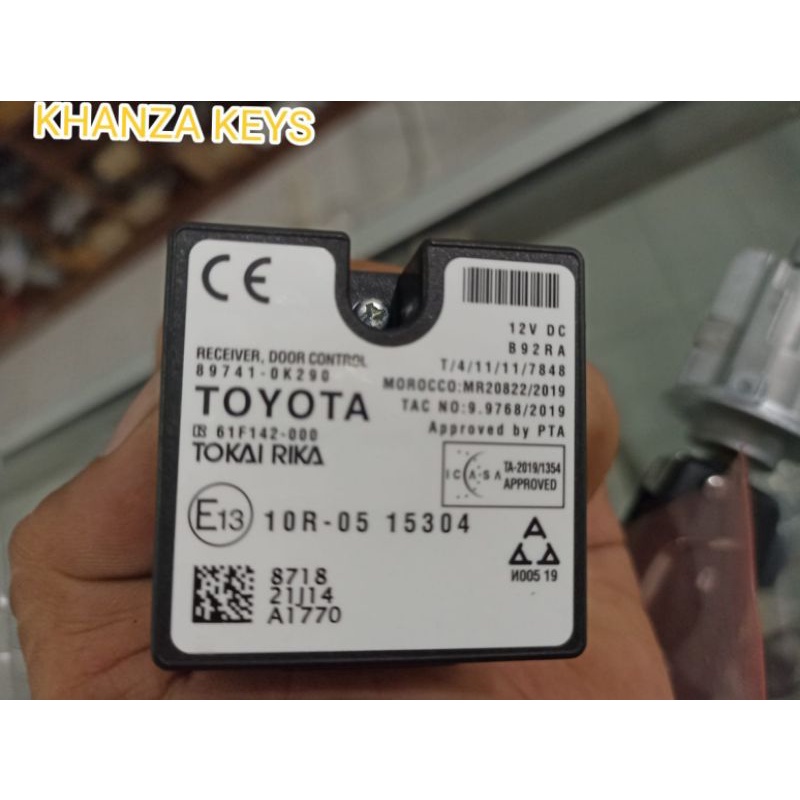 KHANZA KEYS
CE
12V DC
B92RA
RECEIVER, DOOR CONTROL
89741-0K290
T/4/11/11/7848
MOROCCO:MR20822/2019
TOYOTA
TAC NO:9.9768/2019
61F142-000
Approved by PTA
TOKAI RIKA
ICASA TA-2019/1354
APPROVED
E13 10R-05 15304
И005 19
8718
21J14
A1770